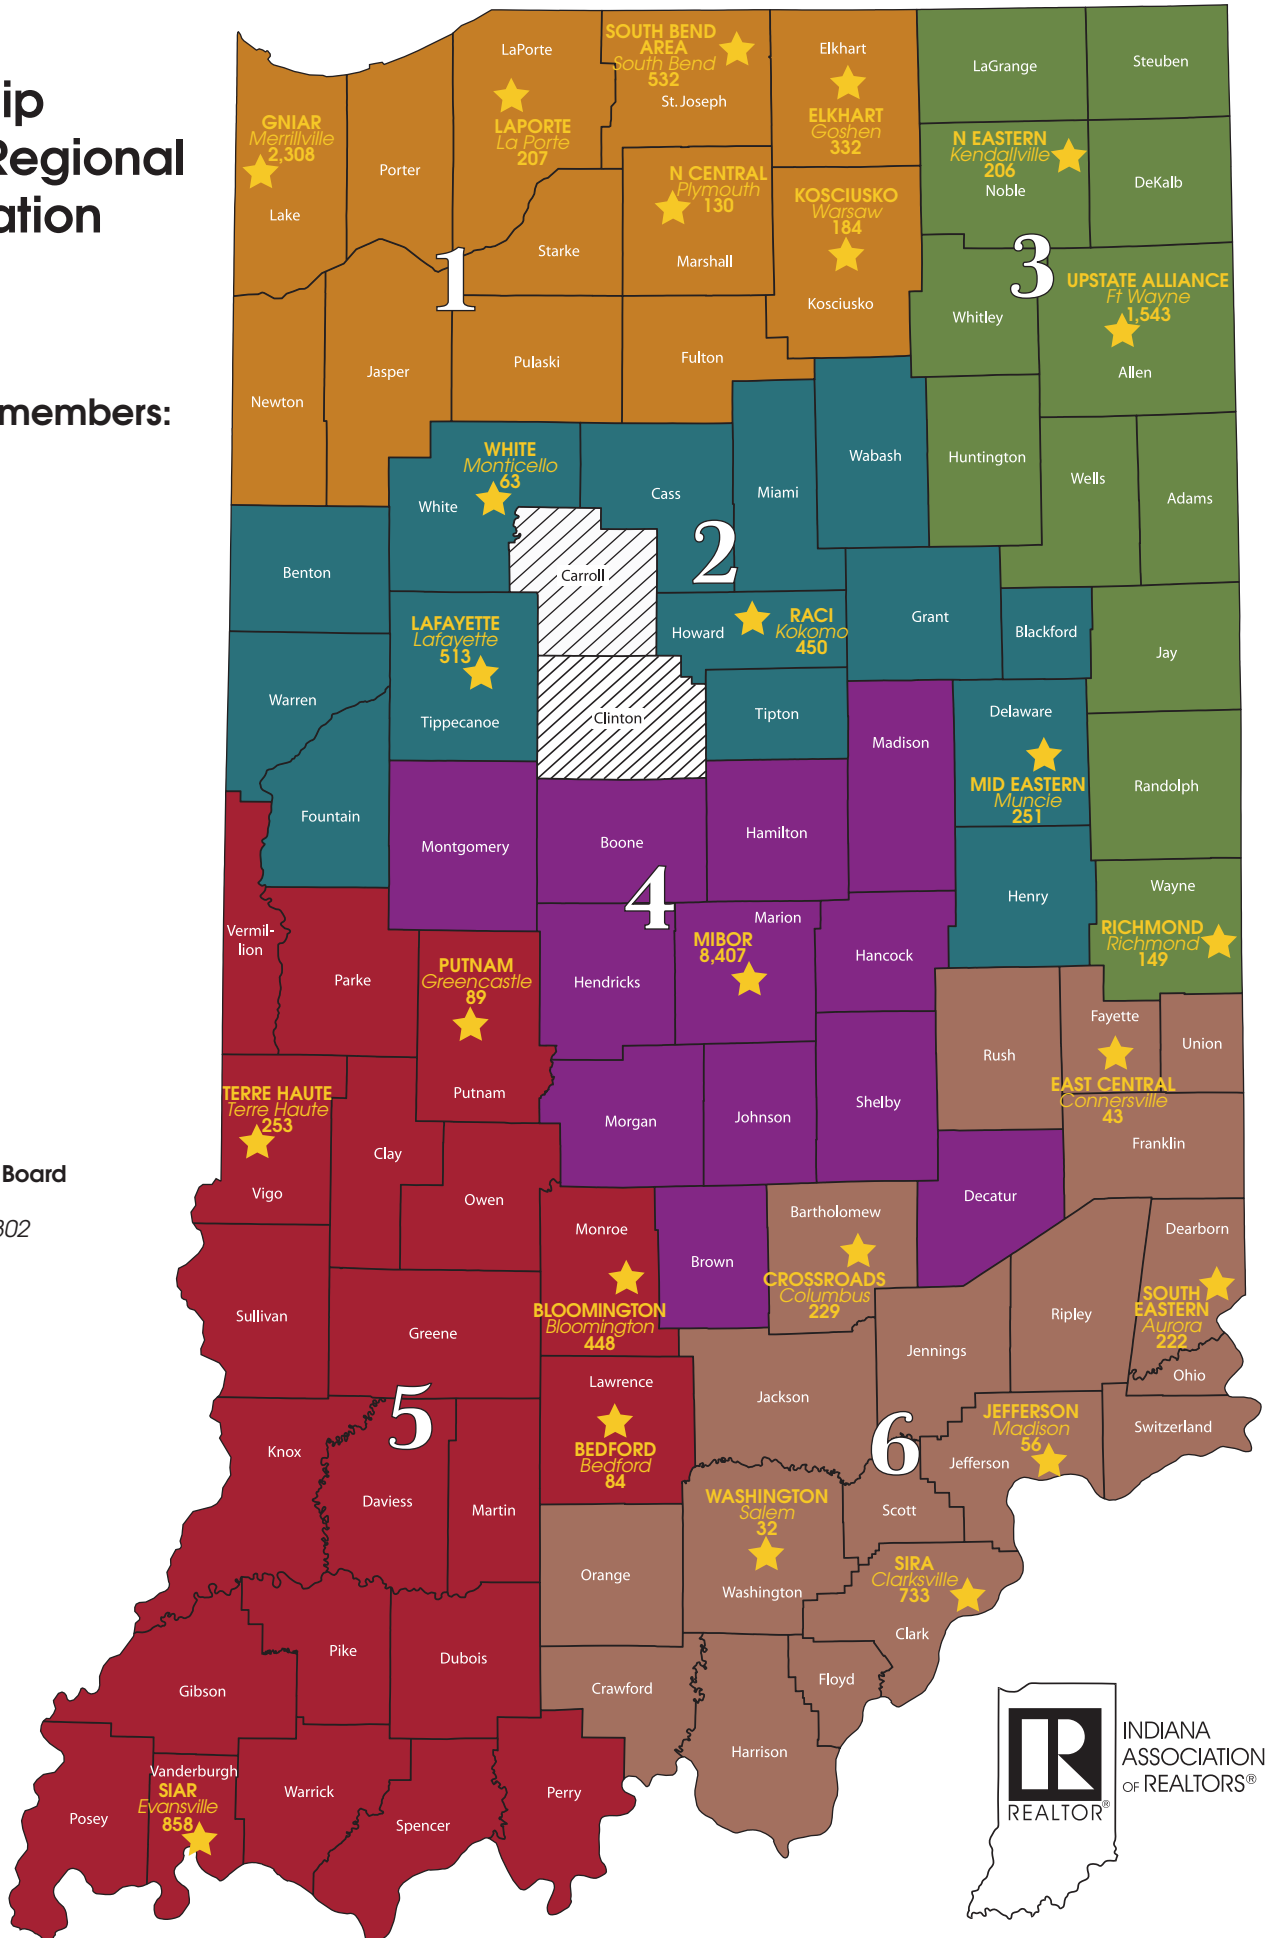 ip
Regional
ation
members:
Board
302
LaPorte
LAPORTE
La Porte
207
SOUTH BEND
AREA
South Bend
532
St. Joseph
Elkhart
ELKHART
Goshen
332
LaGrange
Steuben
GNIAR
Merrillville
2,308
Lake
Porter
N CENTRAL
Plymouth
130
Marshall
KOSCIUSKO
Warsaw
184
Kosciusko
N EASTERN
Kendallville
206
Noble
DeKalb
Starke
1
3
UPSTATE ALLIANCE
Ft Wayne
1,543
Allen
Whitley
Newton
Jasper
Pulaski
Fulton
WHITE
Monticello
63
White
Cass
Miami
Wabash
Huntington
Wells
Adams
2
Benton
Carroll
LAFAYETTE
Lafayette
513
Tippecanoe
Howard
RACI
Kokomo
450
Grant
Blackford
Jay
Warren
Clinton
Tipton
Madison
Delaware
MID EASTERN
Muncie
251
Randolph
Fountain
Montgomery
Boone
Hamilton
Henry
Wayne
RICHMOND
Richmond
149
4
Vermil-
lion
Parke
PUTNAM
Greencastle
89
Putnam
Hendricks
Marion
MIBOR
8,407
Hancock
Rush
Fayette
EAST CENTRAL
Connersville
43
Union
Franklin
TERRE HAUTE
Terre Haute
253
Vigo
Clay
Owen
Morgan
Johnson
Shelby
Decatur
Monroe
BLOOMINGTON
Bloomington
448
Brown
Bartholomew
CROSSROADS
Columbus
229
Dearborn
SOUTH
EASTERN
Aurora
222
Ohio
Sullivan
Greene
Jennings
Ripley
5
Lawrence
BEDFORD
Bedford
84
Jackson
6
JEFFERSON
Madison
56
Jefferson
Switzerland
Knox
Daviess
Martin
WASHINGTON
Salem
32
Washington
Scott
Orange
SIRA
Clarksville
733
Clark
Gibson
Pike
Dubois
Crawford
Floyd
Harrison
Posey
Vanderburgh
SIAR
Evansville
858
Warrick
Spencer
Perry
REALTOR®
INDIANA
ASSOCIATION
OF REALTORS®